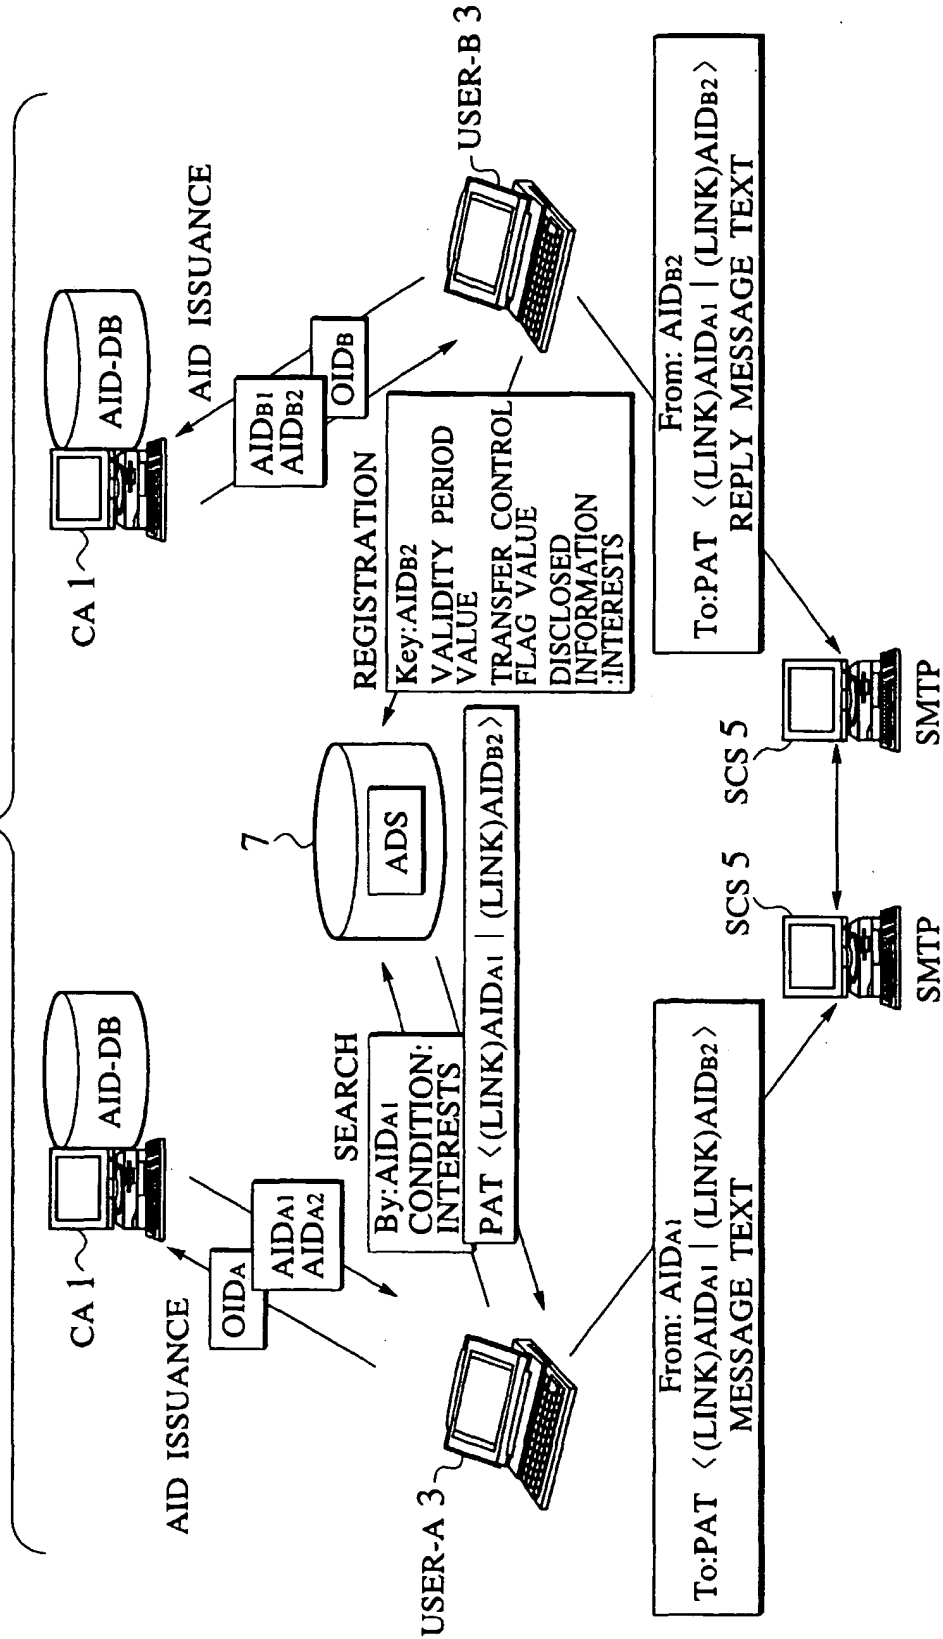 CA 1
AID-DB
AID ISSUANCE
OIDA
AIDA1
AIDA2
USER-A 3
SEARCH
By:AIDA1
CONDITION:
INTERESTS
PAT <(LINK)AIDA1 | (LINK)AIDB2>
7
ADS
CA 1
AID-DB
AID ISSUANCE
AIDB1
AIDB2
OIDB
USER-B 3
REGISTRATION
Key:AIDB2
VALIDITY PERIOD
VALUE
TRANSFER CONTROL
FLAG VALUE
DISCLOSED
INFORMATION
:INTERESTS
From: AIDA1
To:PAT <(LINK)AIDA1 | (LINK)AIDB2>
MESSAGE TEXT
SCS 5
SMTP
SCS 5
SMTP
From: AIDB2
To:PAT <(LINK)AIDA1 | (LINK)AIDB2>
REPLY MESSAGE TEXT